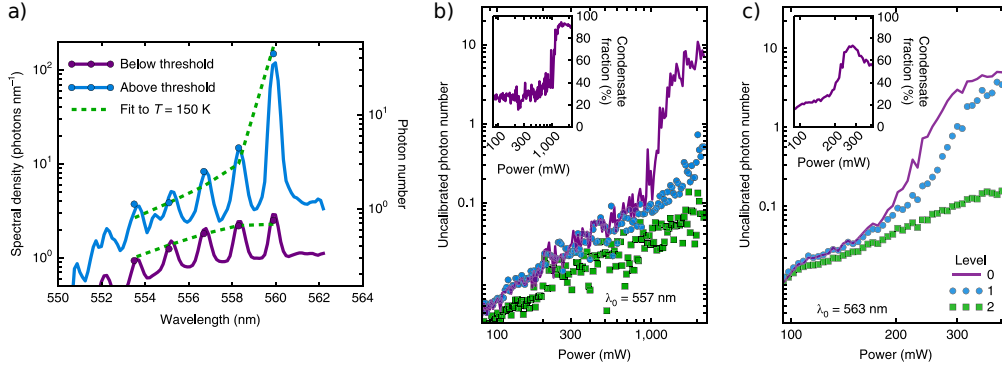 a)
Spectral density (photons nm⁻¹)
10²
10¹
10⁰
Below threshold
Above threshold
Fit to T = 150 K
10¹
10⁰
Photon number
550 552 554 556 558 560 562 564
Wavelength (nm)
b)
Uncalibrated photon number
10
1
0.1
100
80
60
40
20
0
Condensate
fraction (%)
100 300 1,000
Power (mW)
λ₀ = 557 nm
100 300 1,000
Power (mW)
c)
Uncalibrated photon number
10
1
0.1
100
80
60
40
20
0
Condensate
fraction (%)
100 200 300
Power (mW)
Level
0
1
2
λ₀ = 563 nm
100 200 300
Power (mW)